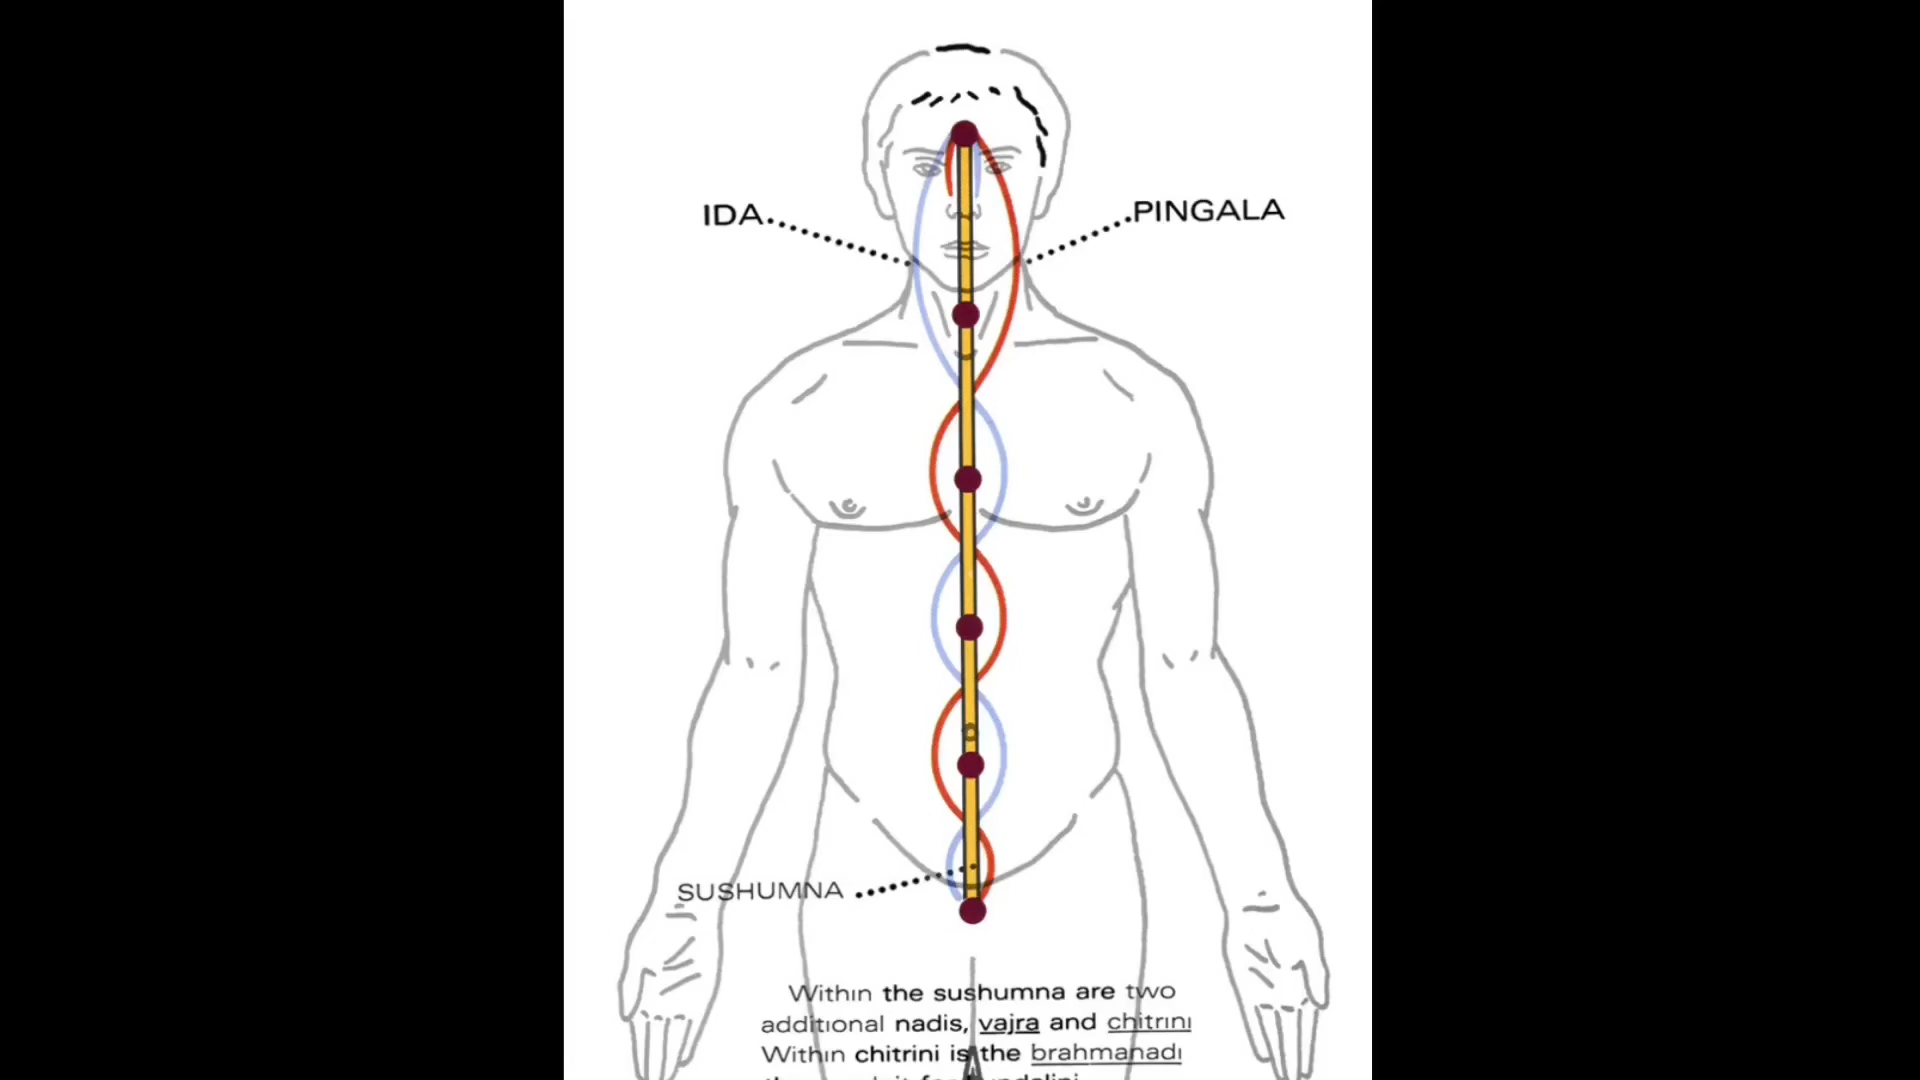 IDA
PINGALA
SUSHUMNA
Within the sushumna are two
additional nadis, vajra and chitrini
Within chitrini is the brahmanadi